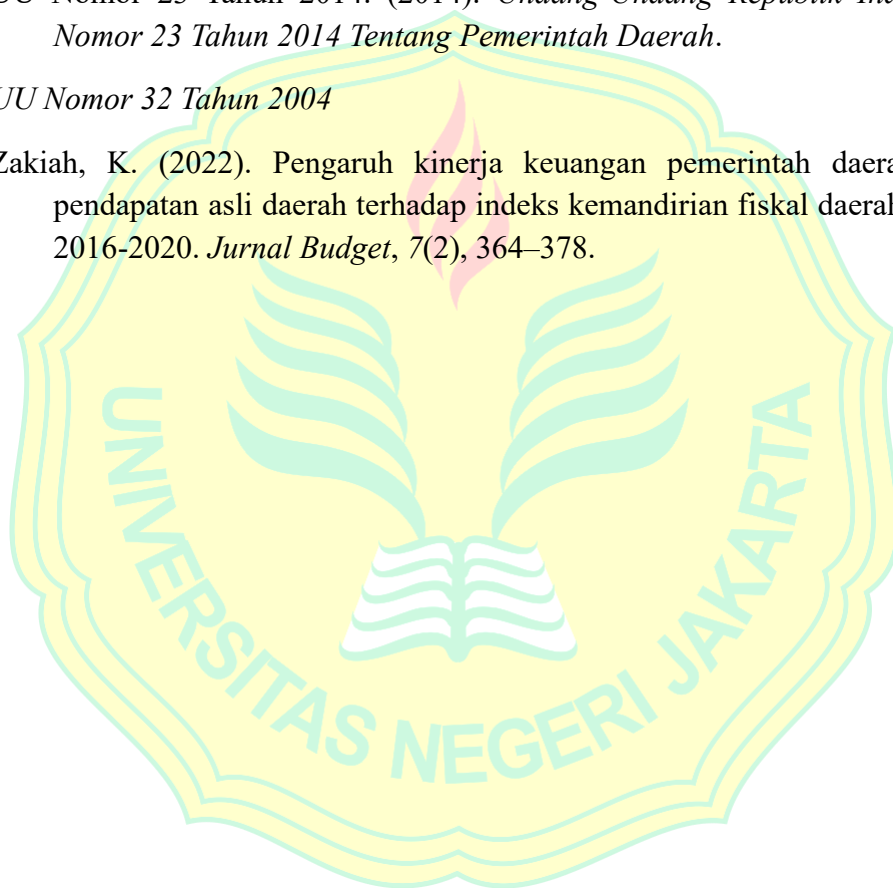 UU Nomor 23 Tahun 2014. (2014). Undang-Undang Republik
Nomor 23 Tahun 2014 Tentang Pemerintah Daerah.
UU Nomor 32 Tahun 2004
Zakiah, K. (2022). Pengaruh kinerja keuangan pemerintah
pendapatan asli daerah terhadap indeks kemandirian fiskal daerah
2016-2020. Jurnal Budget, 7(2), 364–378.
UNIVERSITAS NEGERI JAKARTA